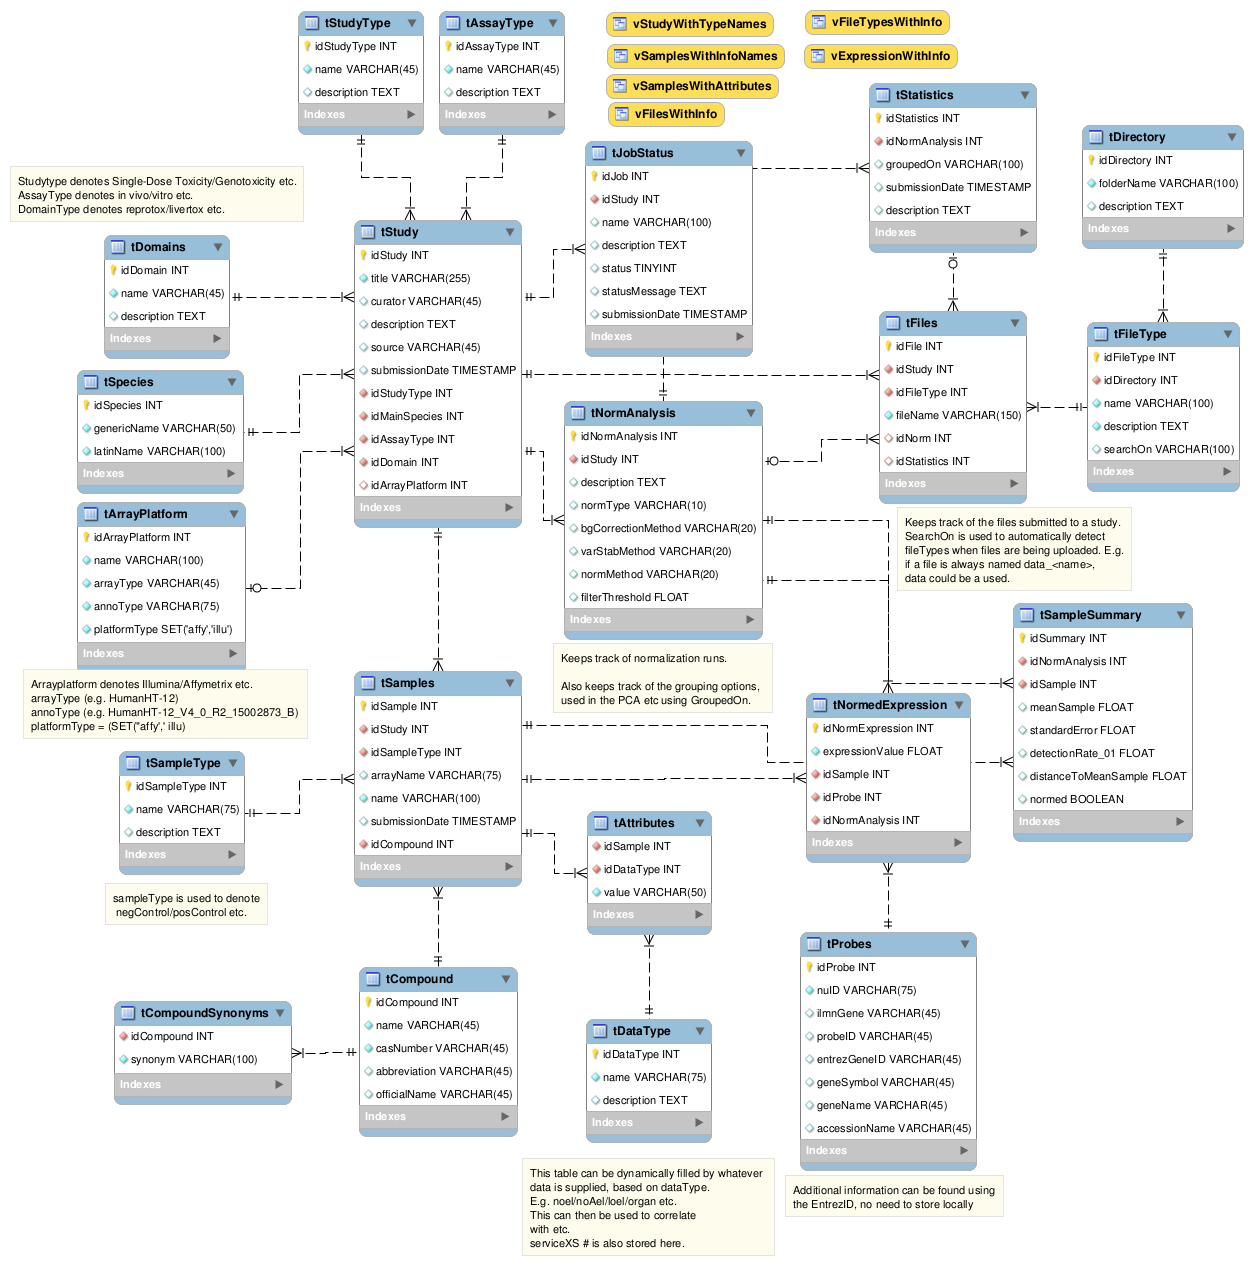 tStudyType
idStudyType INT
name VARCHAR(45)
description TEXT
Indexes
tAssayType
idAssayType INT
name VARCHAR(45)
description TEXT
Indexes
vStudyWithTypeNames
vSamplesWithInfoNames
vSamplesWithAttributes
vFilesWithInfo
vFileTypesWithInfo
vExpressionWithInfo
tStatistics
idStatistics INT
idNormAnalysis INT
groupedOn VARCHAR(100)
submissionDate TIMESTAMP
description TEXT
Indexes
tDirectory
idDirectory INT
folderName VARCHAR(100)
description TEXT
Indexes
Studytype denotes Single-Dose Toxicity/Genotoxicity etc.
AssayType denotes in vivo/vitro etc.
DomainType denotes reprotox/livertox etc.
tJobStatus
idJob INT
idStudy INT
name VARCHAR(100)
description TEXT
status TINYINT
statusMessage TEXT
submissionDate TIMESTAMP
Indexes
tDomains
idDomain INT
name VARCHAR(45)
description TEXT
Indexes
tStudy
idStudy INT
title VARCHAR(255)
curator VARCHAR(45)
description TEXT
source VARCHAR(45)
submissionDate TIMESTAMP
idStudyType INT
idMainSpecies INT
idAssayType INT
idDomain INT
idArrayPlatform INT
Indexes
tFiles
idFile INT
idStudy INT
idFileType INT
fileName VARCHAR(150)
idNorm INT
idStatistics INT
Indexes
tFileType
idFileType INT
idDirectory INT
name VARCHAR(100)
description TEXT
searchOn VARCHAR(100)
Indexes
tSpecies
idSpecies INT
genericName VARCHAR(50)
latinName VARCHAR(100)
Indexes
tNormAnalysis
idNormAnalysis INT
idStudy INT
description TEXT
normType VARCHAR(10)
bgCorrectionMethod VARCHAR(20)
varStabMethod VARCHAR(20)
normMethod VARCHAR(20)
filterThreshold FLOAT
Indexes
tArrayPlatform
idArrayPlatform INT
name VARCHAR(100)
arrayType VARCHAR(45)
annoType VARCHAR(75)
platformType SET('affy','illu')
Indexes
Keeps track of the files submitted to a study.
SearchOn is used to automatically detect
fileTypes when files are being uploaded. E.g.
if a file is always named data_<name>,
data could be a used.
Arrayplatform denotes Illumina/Affymetrix etc.
arrayType (e.g. HumanHT-12)
annoType (e.g. HumanHT-12_V4_0_R2_15002873_B)
platformType = (SET("affy',' illu)
Keeps track of normalization runs.
Also keeps track of the grouping options,
used in the PCA etc using GroupedOn.
tSampleSummary
idSummary INT
idNormAnalysis INT
idSample INT
meanSample FLOAT
standardError FLOAT
detectionRate_01 FLOAT
distanceToMeanSample FLOAT
normed BOOLEAN
Indexes
tSamples
idSample INT
idStudy INT
idSampleType INT
arrayName VARCHAR(75)
name VARCHAR(100)
submissionDate TIMESTAMP
idCompound INT
Indexes
tNormedExpression
idNormExpression INT
expressionValue FLOAT
idSample INT
idProbe INT
idNormAnalysis INT
Indexes
tSampleType
idSampleType INT
name VARCHAR(75)
description TEXT
Indexes
sampleType is used to denote
negControl/posControl etc.
tAttributes
idSample INT
idDataType INT
value VARCHAR(50)
Indexes
tProbes
idProbe INT
nuID VARCHAR(75)
ilmnGene VARCHAR(45)
probeID VARCHAR(45)
entrezGeneID VARCHAR(45)
geneSymbol VARCHAR(45)
geneName VARCHAR(45)
accessionName VARCHAR(45)
Indexes
tCompound
idCompound INT
name VARCHAR(45)
casNumber VARCHAR(45)
abbreviation VARCHAR(45)
officialName VARCHAR(45)
Indexes
tCompoundSynonyms
idCompound INT
synonym VARCHAR(100)
Indexes
tDataType
idDataType INT
name VARCHAR(75)
description TEXT
Indexes
This table can be dynamically filled by whatever
data is supplied, based on dataType.
E.g. noel/noAel/loel/organ etc.
This can then be used to correlate
with etc.
serviceXS # is also stored here.
Additional information can be found using
the EntrezID, no need to store locally